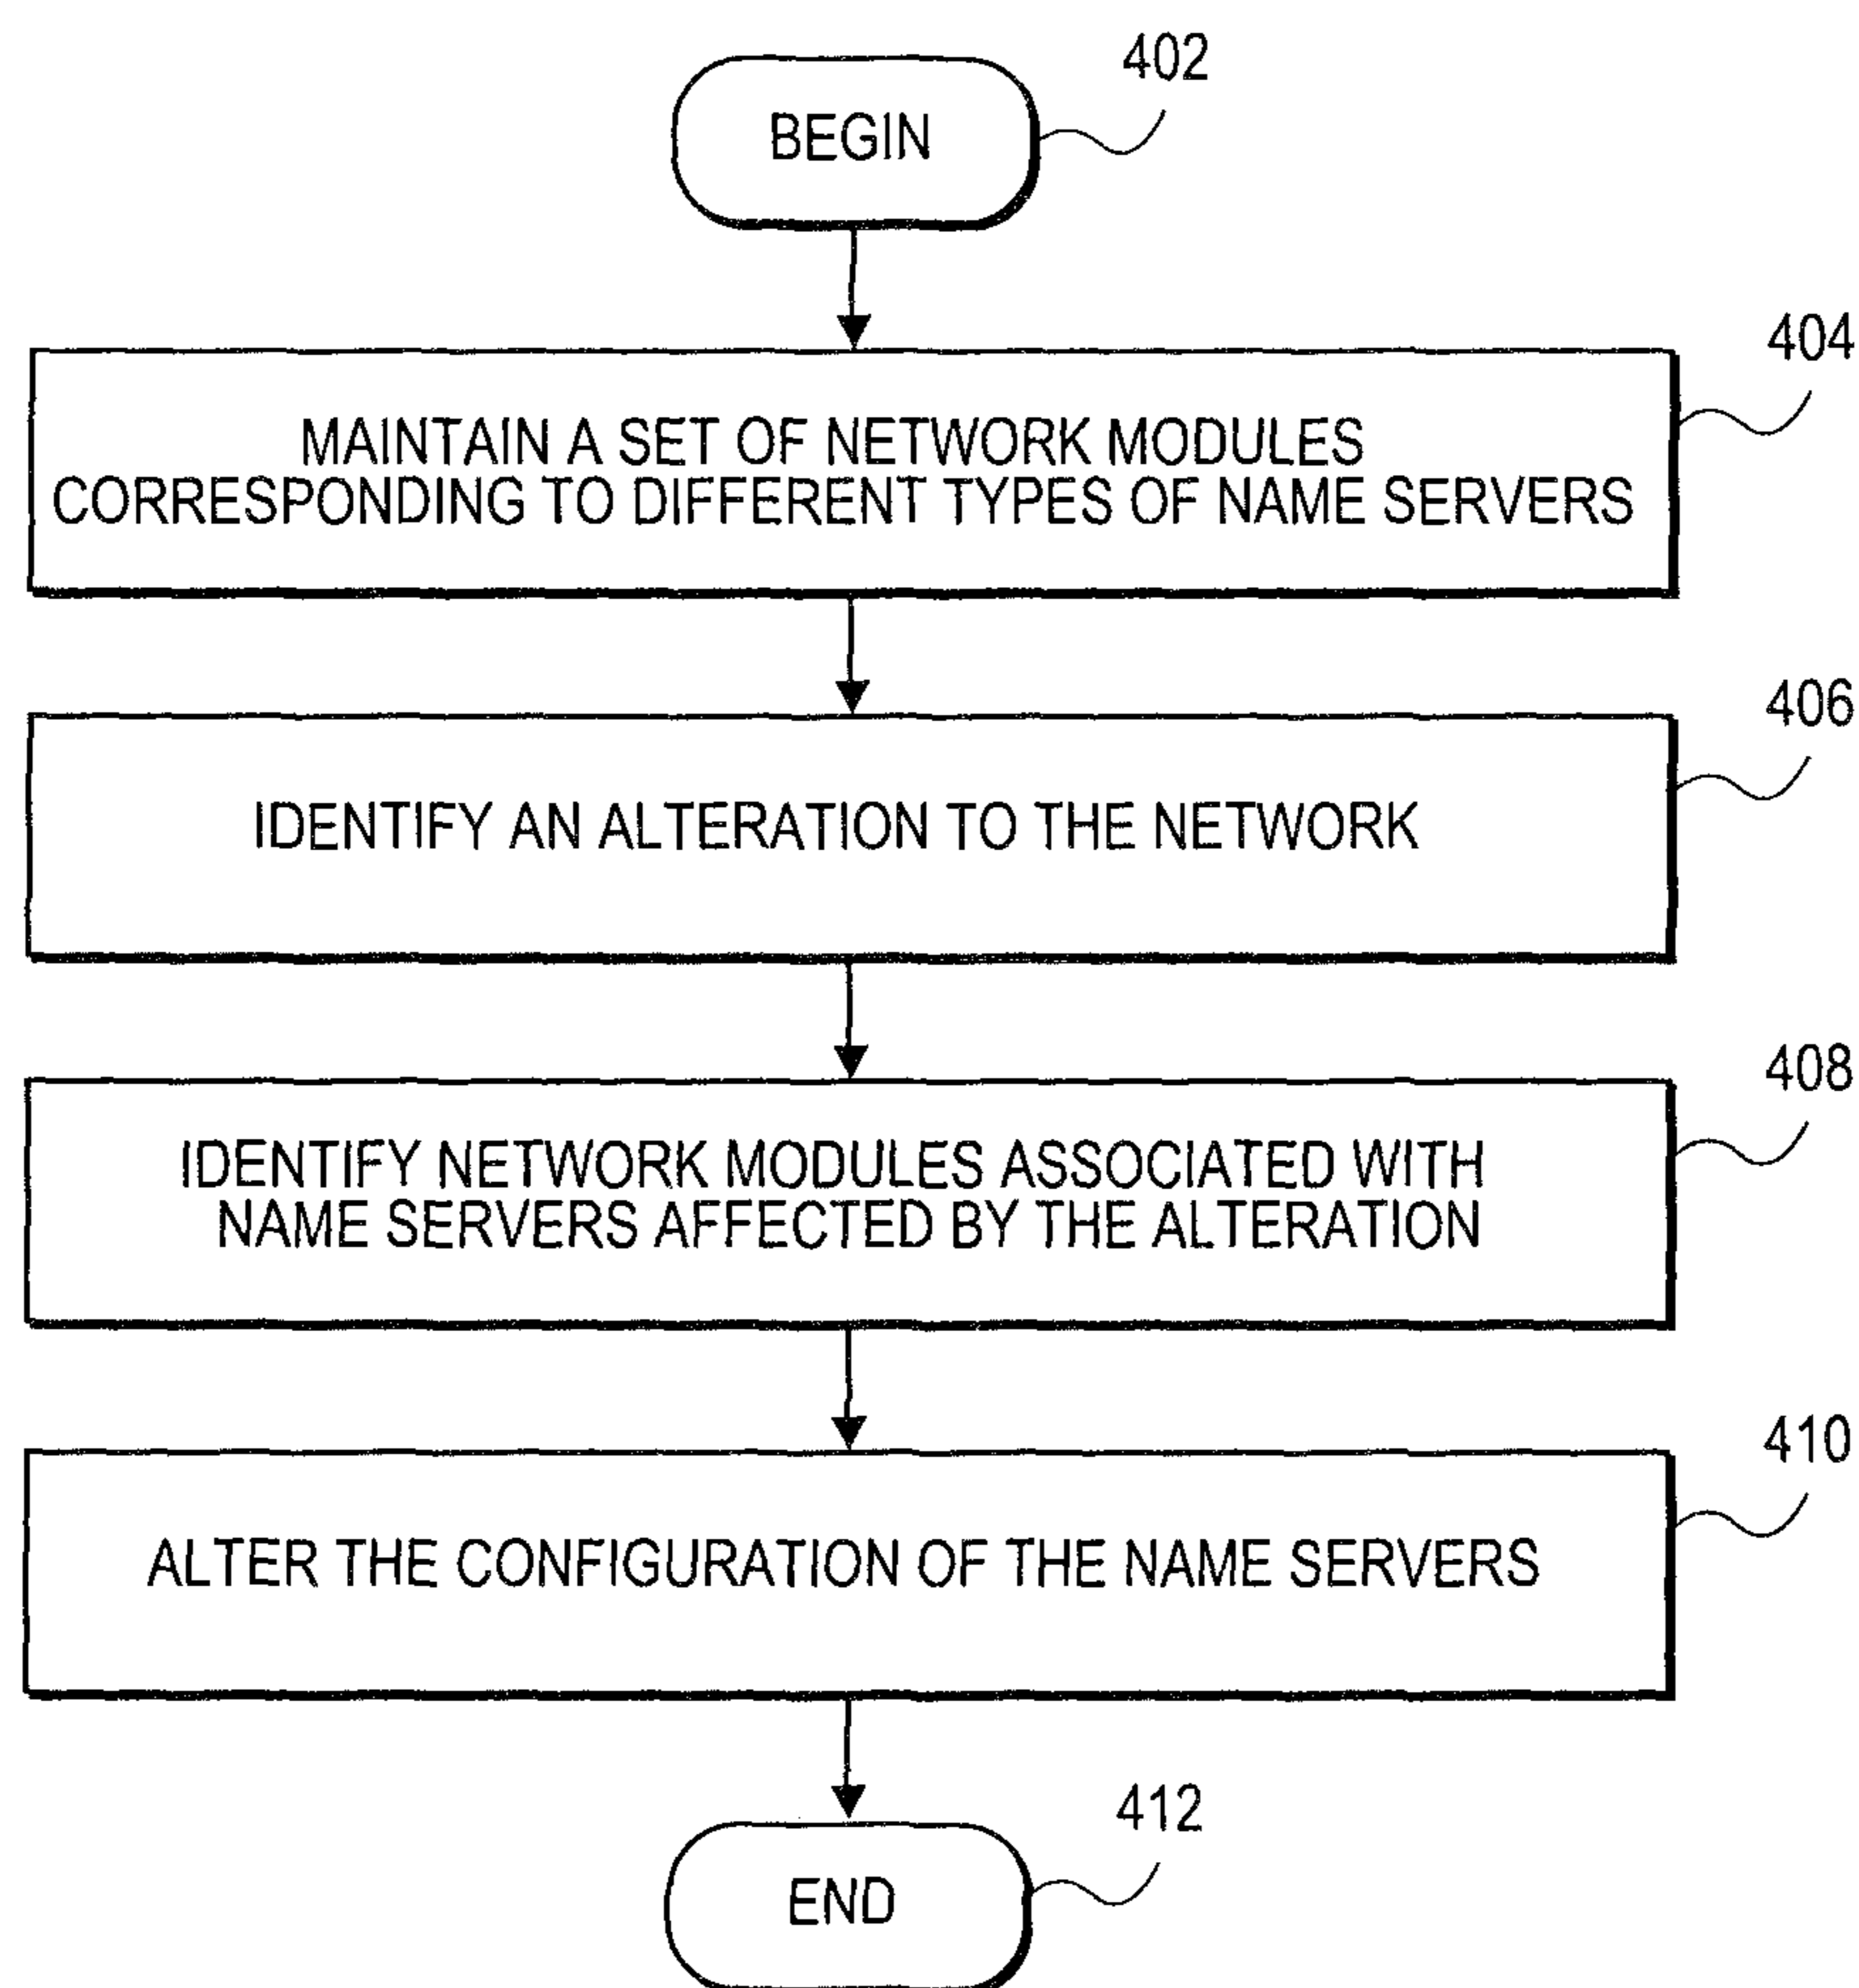 402
BEGIN
404
MAINTAIN A SET OF NETWORK MODULES
CORRESPONDING TO DIFFERENT TYPES OF NAME SERVERS
406
IDENTIFY AN ALTERATION TO THE NETWORK
408
IDENTIFY NETWORK MODULES ASSOCIATED WITH
NAME SERVERS AFFECTED BY THE ALTERATION
410
ALTER THE CONFIGURATION OF THE NAME SERVERS
412
END